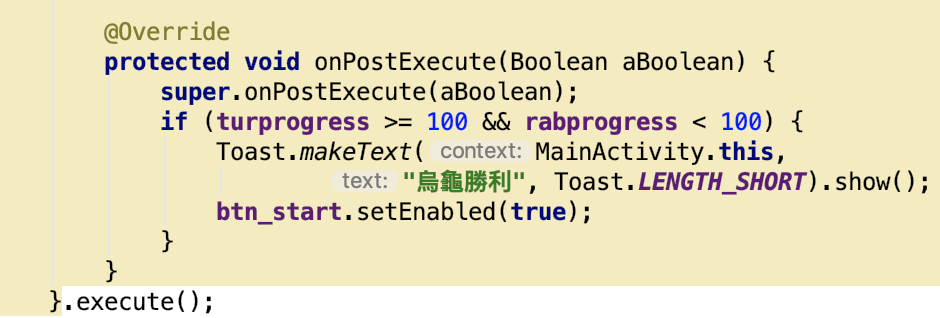 @Override
protected void onPostExecute(Boolean aBoolean) {
super.onPostExecute(aBoolean);
if (turprogress >= 100 && rabprogress < 100) {
Toast.makeText( context: MainActivity.this,
text: "烏龜勝利", Toast.LENGTH_SHORT).show();
btn_start.setEnabled(true);
}
}
}.execute();